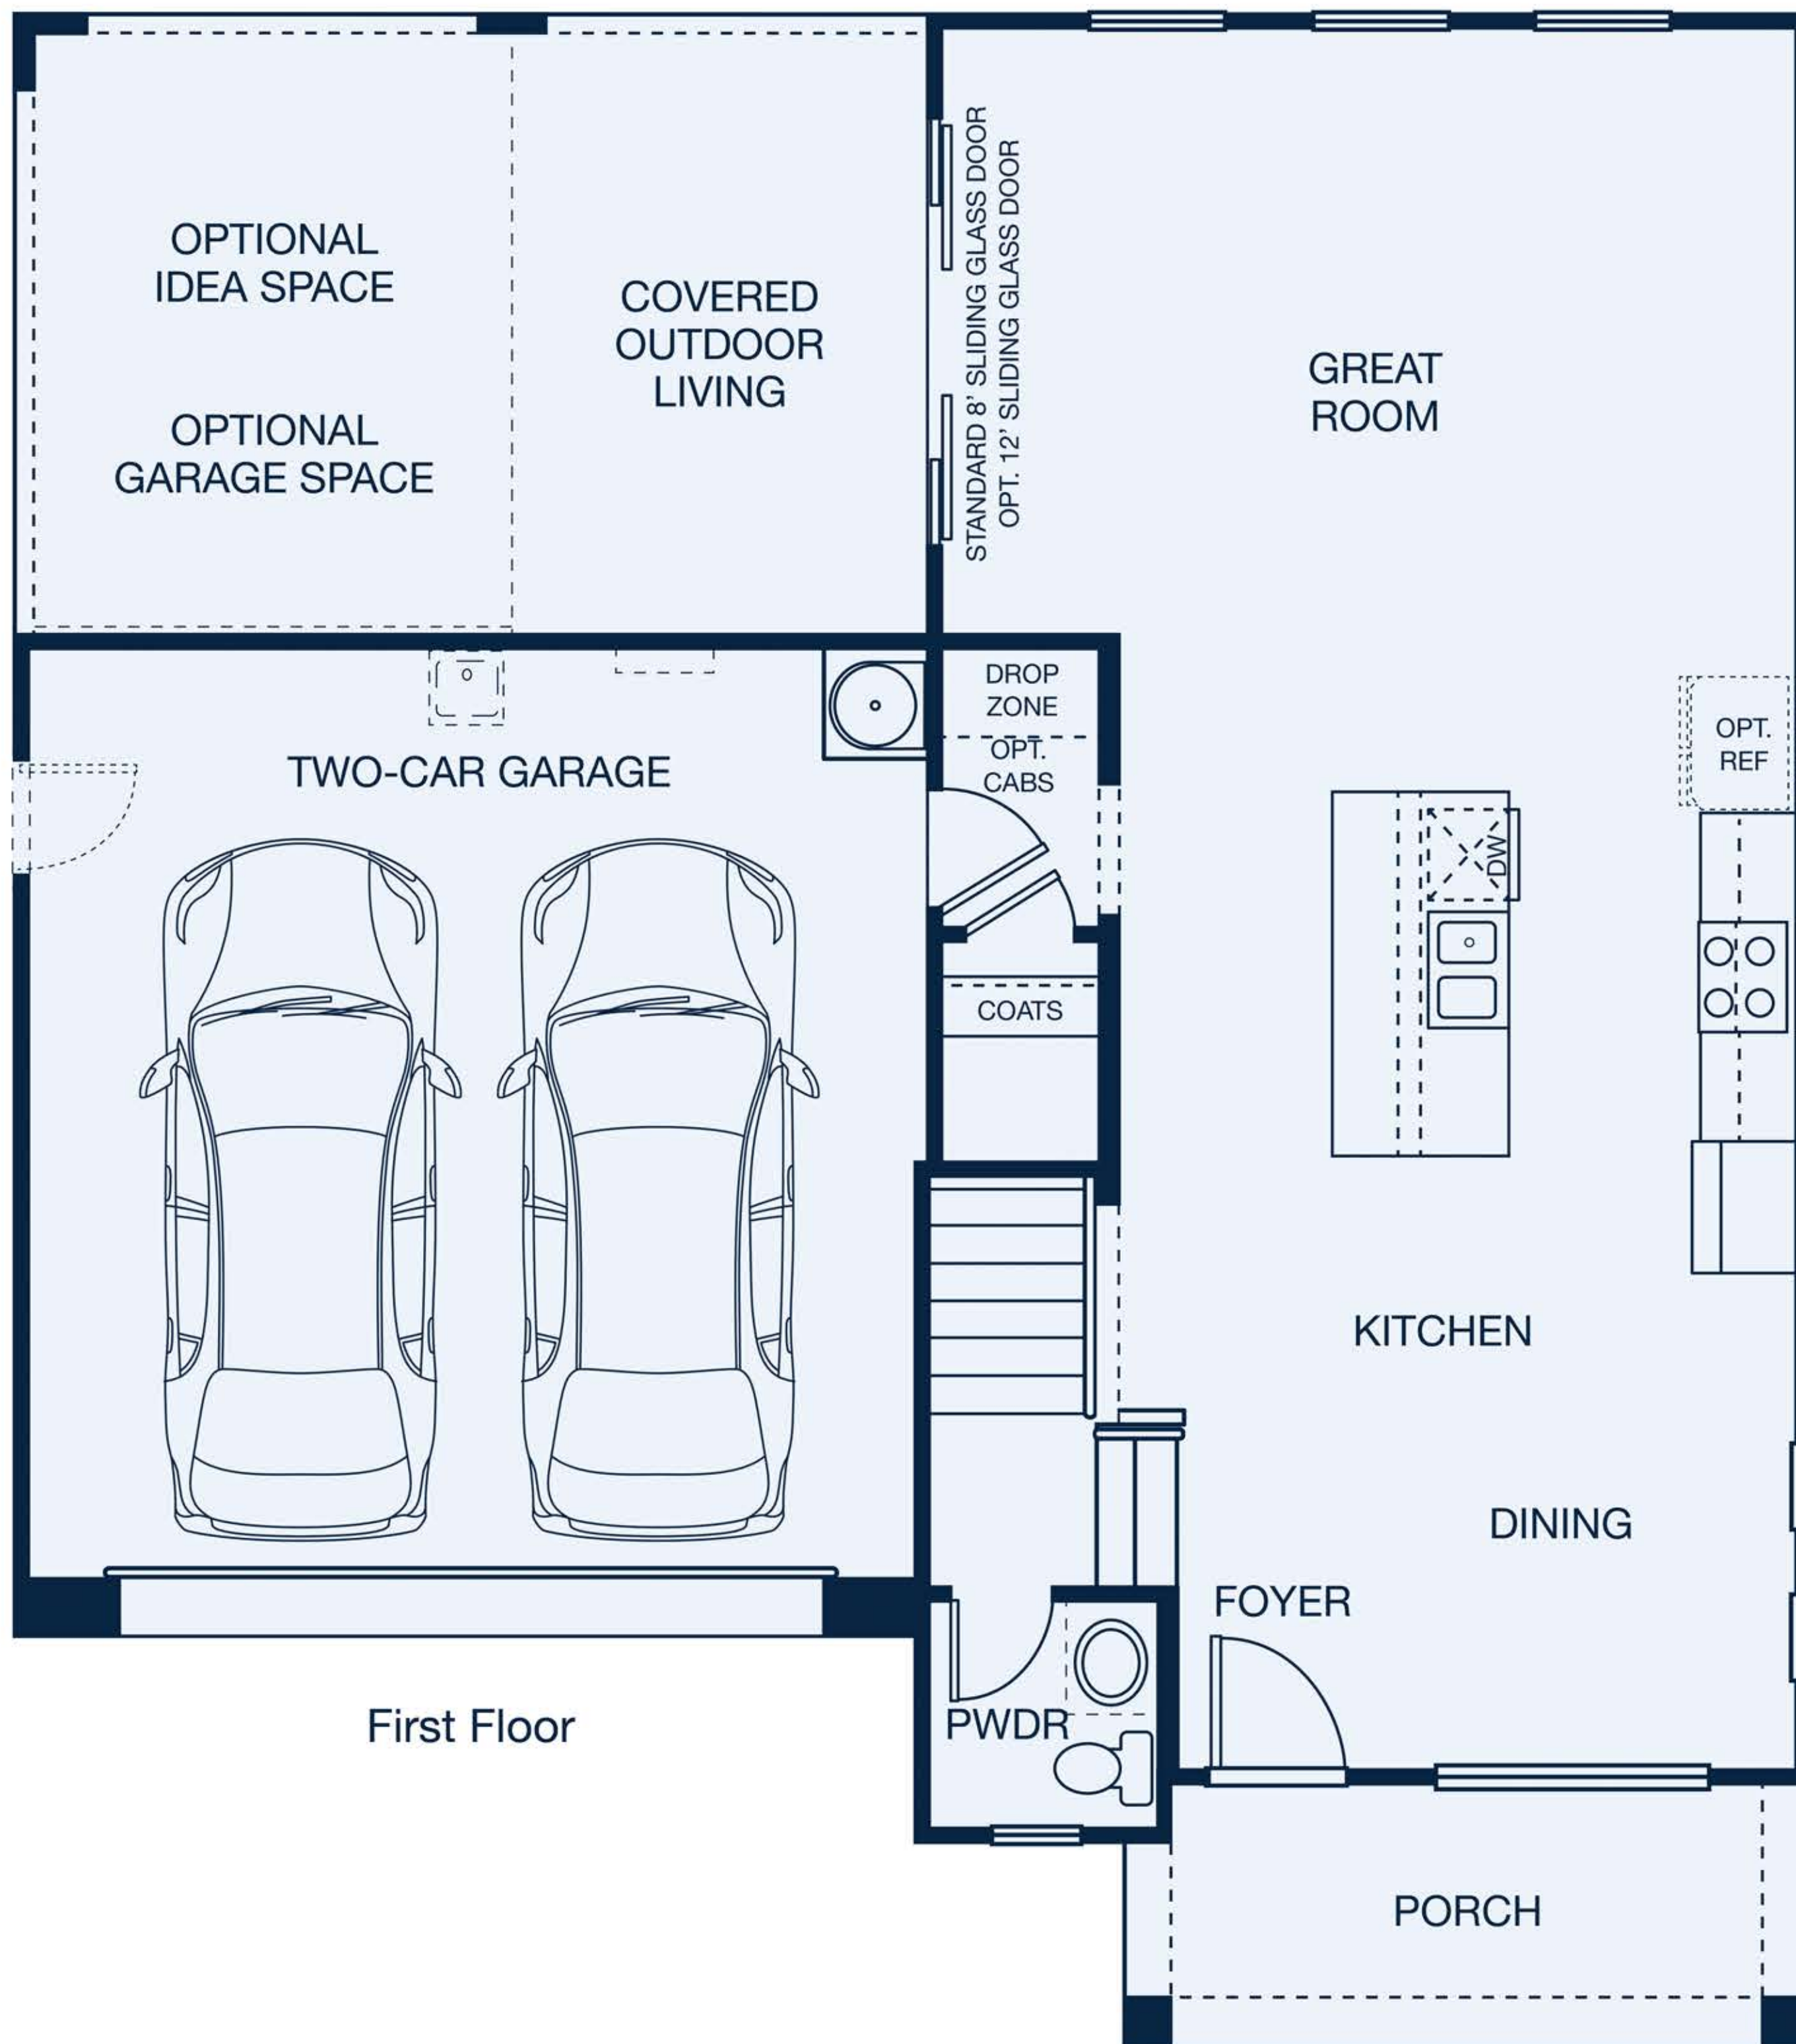 OPTIONAL
IDEA SPACE
OPTIONAL
GARAGE SPACE
COVERED
OUTDOOR
LIVING
STANDARD 8' SLIDING GLASS DOOR
OPT. 12' SLIDING GLASS DOOR
GREAT
ROOM
DROP
ZONE
OPT.
CABS
OPT.
REF
TWO-CAR GARAGE
DW
COATS
KITCHEN
DINING
FOYER
First Floor
PWDR
PORCH